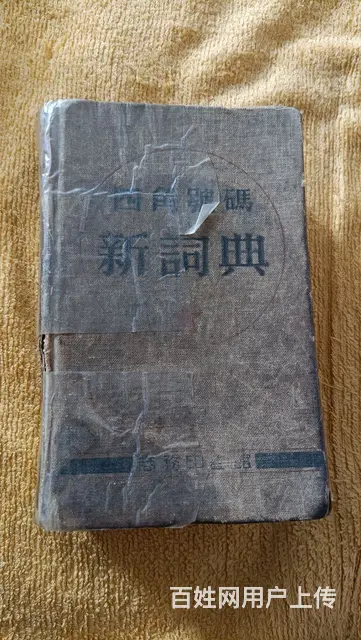 四角號碼
新詞典
商務印書館
百姓网用户上传